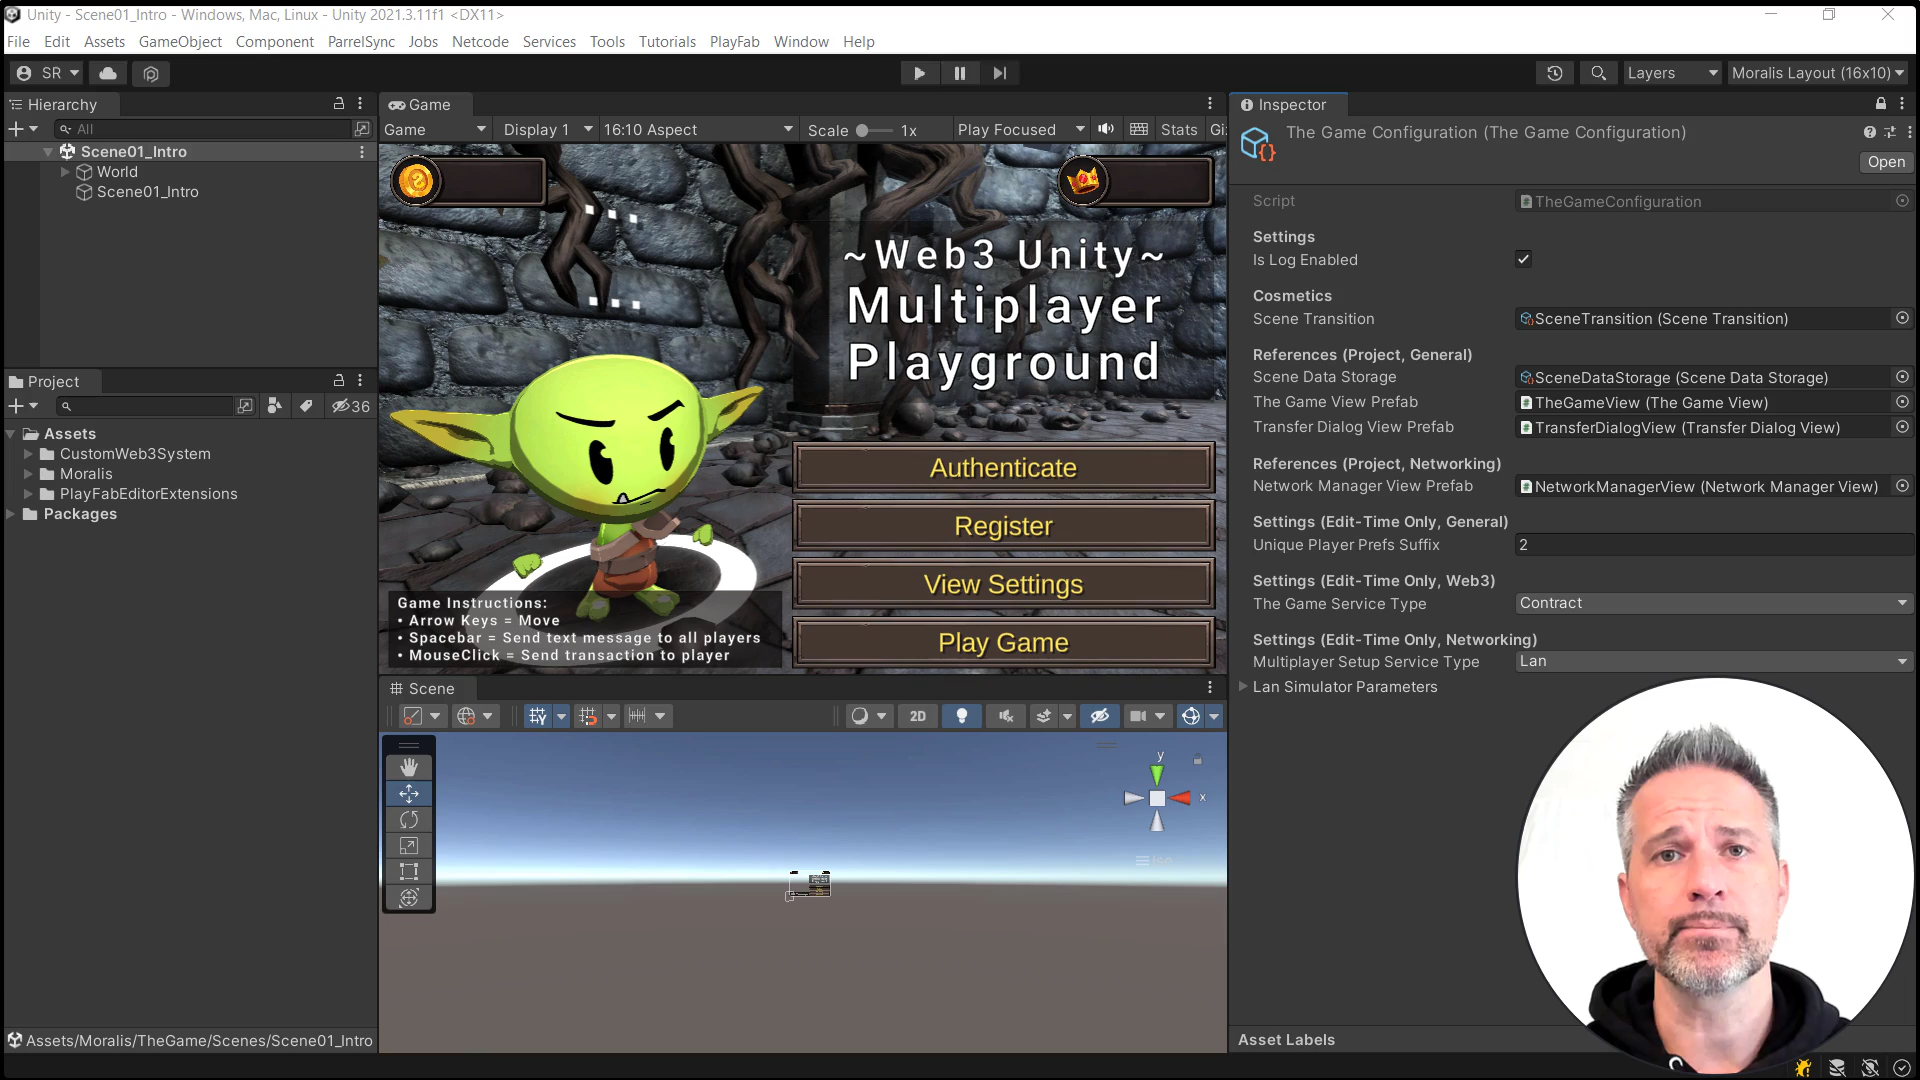 Unity - Scene01_Intro - Windows, Mac, Linux - Unity 2021.3.11f1 <DX11>
File Edit Assets GameObject Component ParrelSync Jobs Netcode Services Tools Tutorials PlayFab Window Help
SR
Layers
Moralis Layout (16x10)
Hierarchy
All
Scene01_Intro
World
Scene01_Intro
Project
36
Assets
CustomWeb3System
Moralis
PlayFabEditorExtensions
Packages
Assets/Moralis/TheGame/Scenes/Scene01_Intro
Game
Game Display 1 16:10 Aspect Scale 1x Play Focused Stats Gi
...
...
~Web3 Unity~
Multiplayer
Playground
Authenticate
Register
View Settings
Play Game
Game Instructions:
• Arrow Keys = Move
• Spacebar = Send text message to all players
• MouseClick = Send transaction to player
Scene
2D
y
x
Iso
Inspector
The Game Configuration (The Game Configuration)
Open
Script TheGameConfiguration
Settings
Is Log Enabled
Cosmetics
Scene Transition SceneTransition (Scene Transition)
References (Project, General)
Scene Data Storage SceneDataStorage (Scene Data Storage)
The Game View Prefab TheGameView (The Game View)
Transfer Dialog View Prefab TransferDialogView (Transfer Dialog View)
References (Project, Networking)
Network Manager View Prefab NetworkManagerView (Network Manager View)
Settings (Edit-Time Only, General)
Unique Player Prefs Suffix 2
Settings (Edit-Time Only, Web3)
The Game Service Type Contract
Settings (Edit-Time Only, Networking)
Multiplayer Setup Service Type Lan
Lan Simulator Parameters
Asset Labels